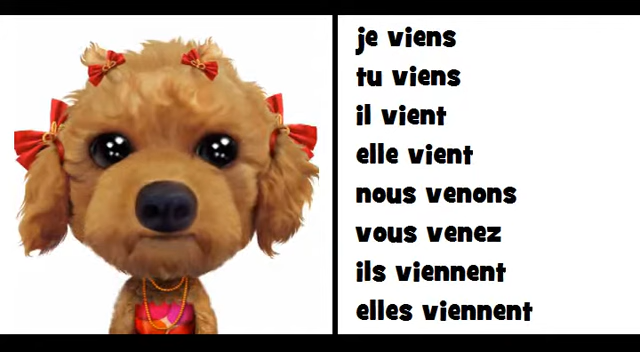 je viens
tu viens
il vient
elle vient
nous venons
vous venez
ils viennent
elles viennent